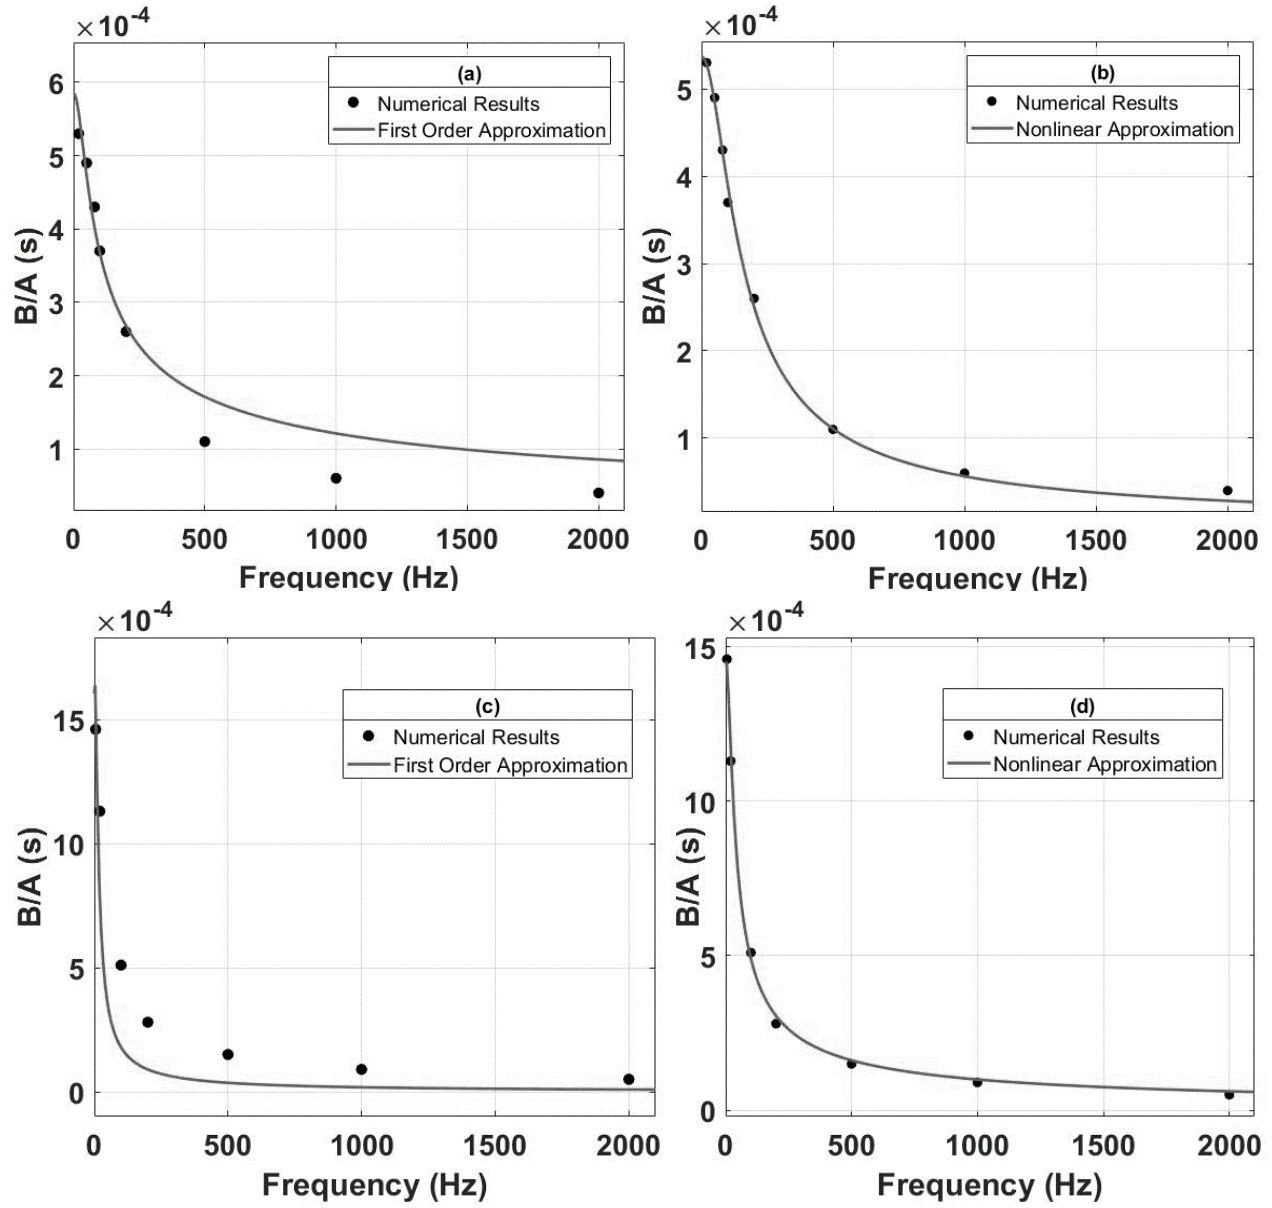 ×10-4
(a)
Numerical Results
First Order Approximation
6
5
4
3
2
1
B/A (s)
0 500 1000 1500 2000
Frequency (Hz)
×10-4
(b)
Numerical Results
Nonlinear Approximation
5
4
3
2
1
B/A (s)
0 500 1000 1500 2000
Frequency (Hz)
×10-4
(c)
Numerical Results
First Order Approximation
15
10
5
0
B/A (s)
0 500 1000 1500 2000
Frequency (Hz)
×10-4
(d)
Numerical Results
Nonlinear Approximation
15
10
5
0
B/A (s)
0 500 1000 1500 2000
Frequency (Hz)